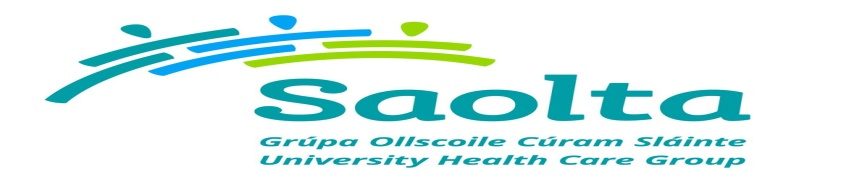 Saolta
Grúpa Ollscoile Cúram Sláinte
University Health Care Group